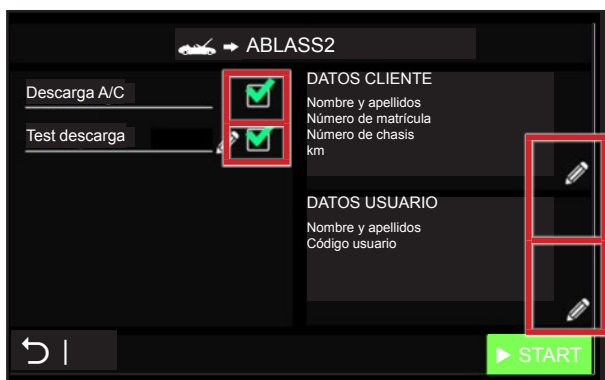 ABLASS2
Descarga A/C
Test descarga
DATOS CLIENTE
Nombre y apellidos
Número de matrícula
Número de chasis
km
DATOS USUARIO
Nombre y apellidos
Código usuario
START